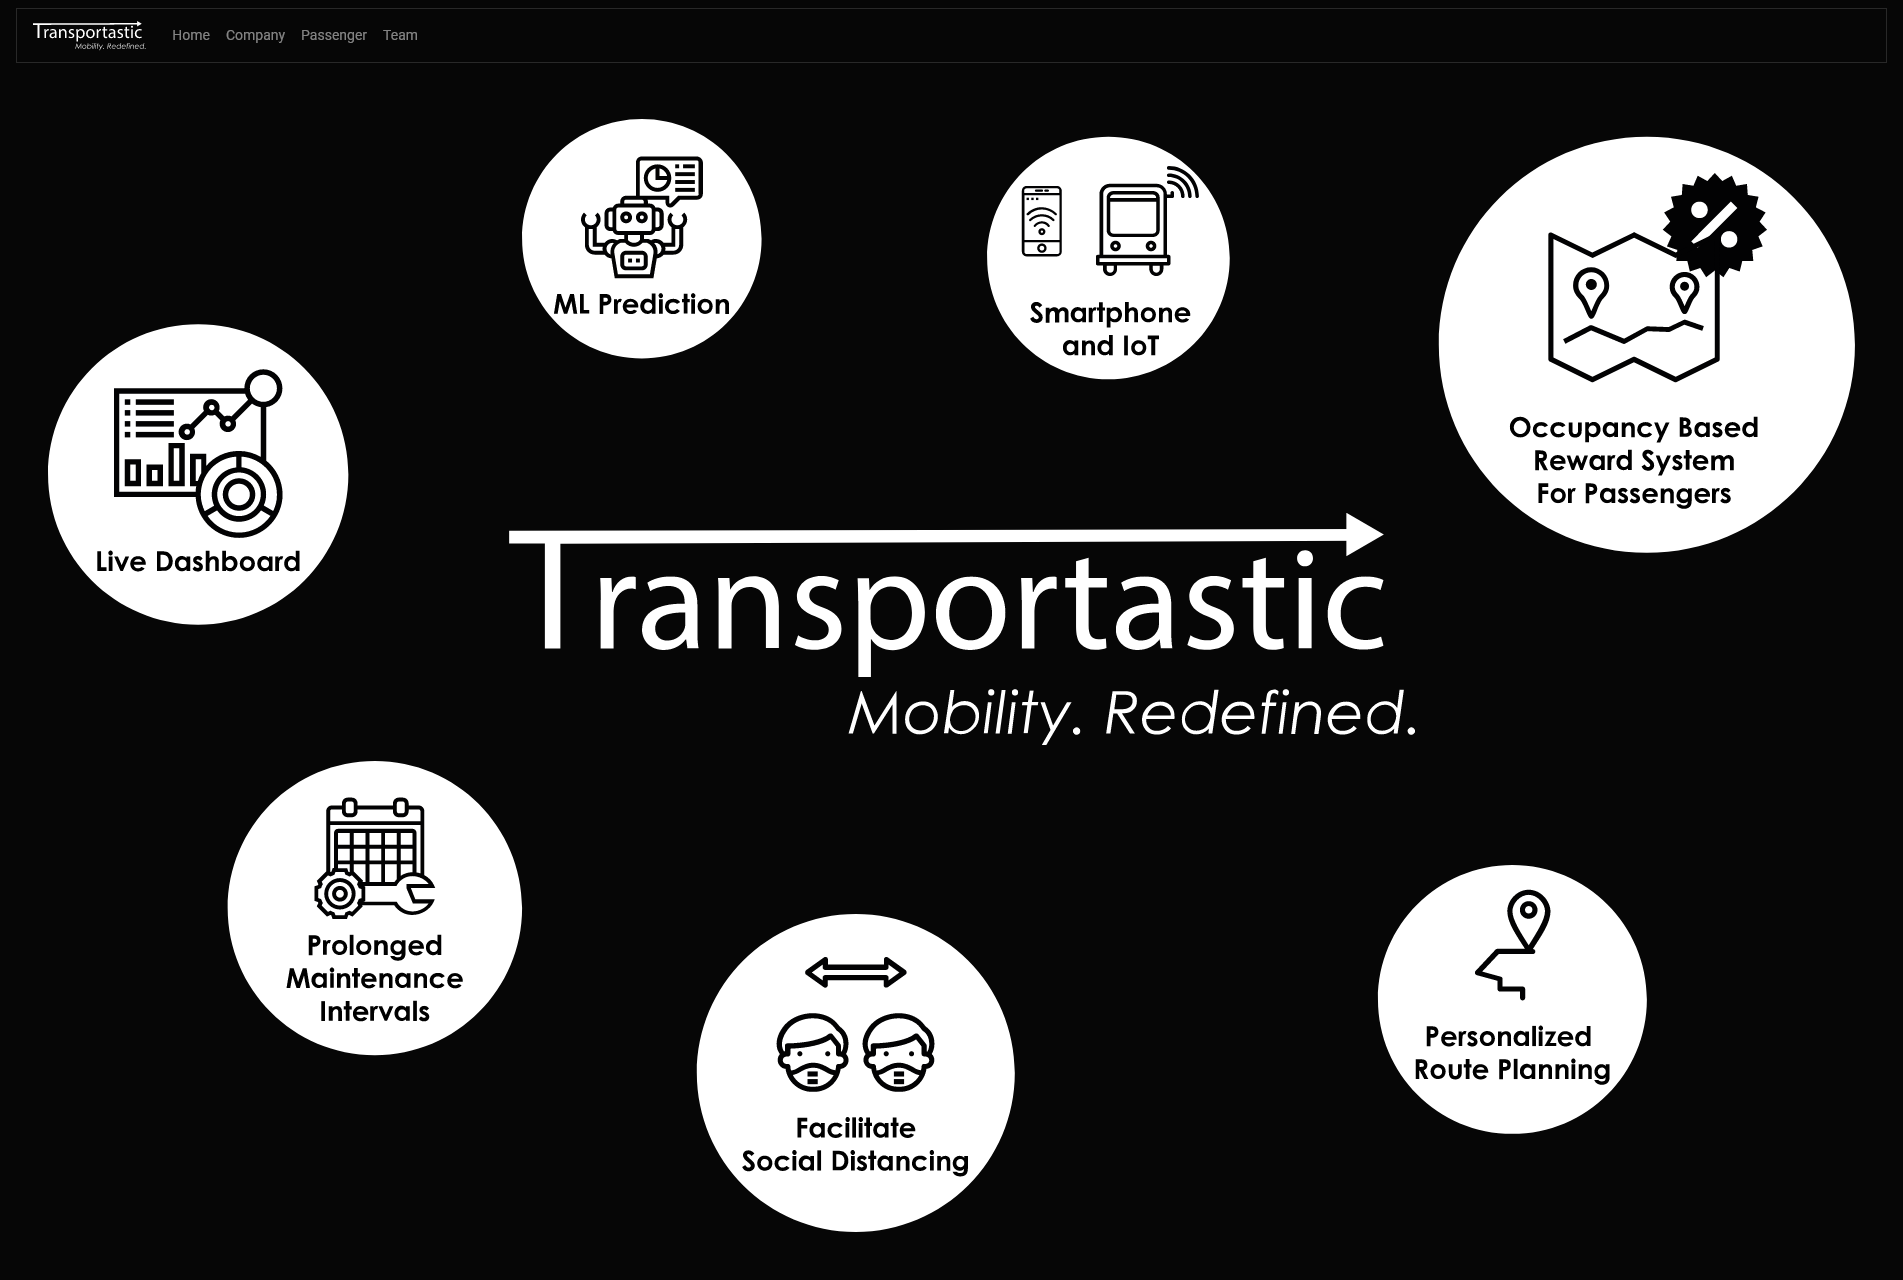 Transportastic
Mobility. Redefined.
Home Company Passenger Team
ML Prediction
Smartphone
and IoT
Occupancy Based
Reward System
For Passengers
Live Dashboard
Transportastic
Mobility. Redefined.
Prolonged
Maintenance
Intervals
Facilitate
Social Distancing
Personalized
Route Planning